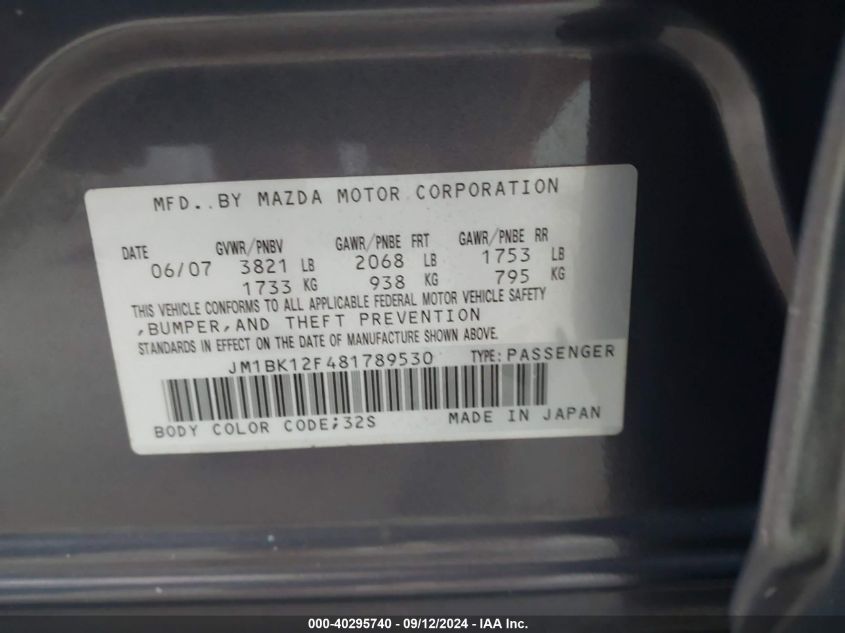 MFD. BY MAZDA MOTOR CORPORATION
DATE GVWR/PNBV GAWR/PNBE FRT GAWR/PNBE RR
06/07 3821 LB 2068 LB 1753 LB
1733 KG 938 KG 795 KG
THIS VEHICLE CONFORMS TO ALL APPLICABLE FEDERAL MOTOR VEHICLE SAFETY
,BUMPER,AND THEFT PREVENTION
STANDARDS IN EFFECT ON THE DATE OF MANUFACTURE SHOWN ABOVE.
JM1BK12F481789530 TYPE:PASSENGER
BODY COLOR CODE;32S MADE IN JAPAN
000-40295740 - 09/12/2024 - IAA Inc.